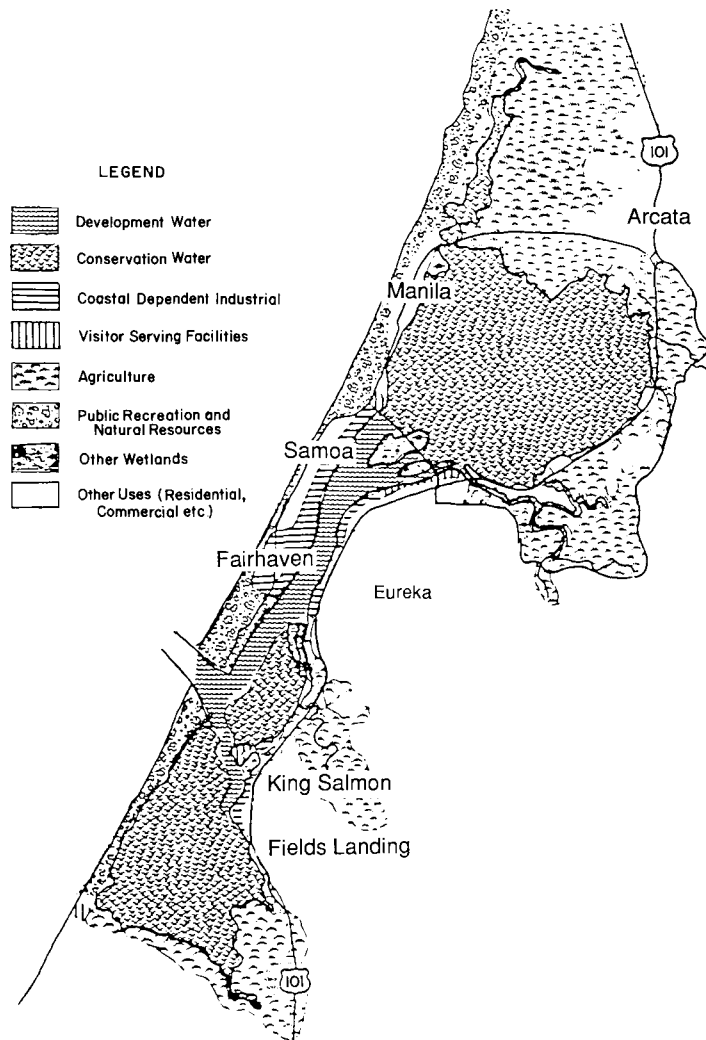 LEGEND
Development Water
Conservation Water
Coastal Dependent Industrial
Visitor Serving Facilities
Agriculture
Public Recreation and
Natural Resources
Other Wetlands
Other Uses (Residential,
Commercial etc.)
101
Arcata
Manila
Samoa
Fairhaven
Eureka
King Salmon
Fields Landing
101